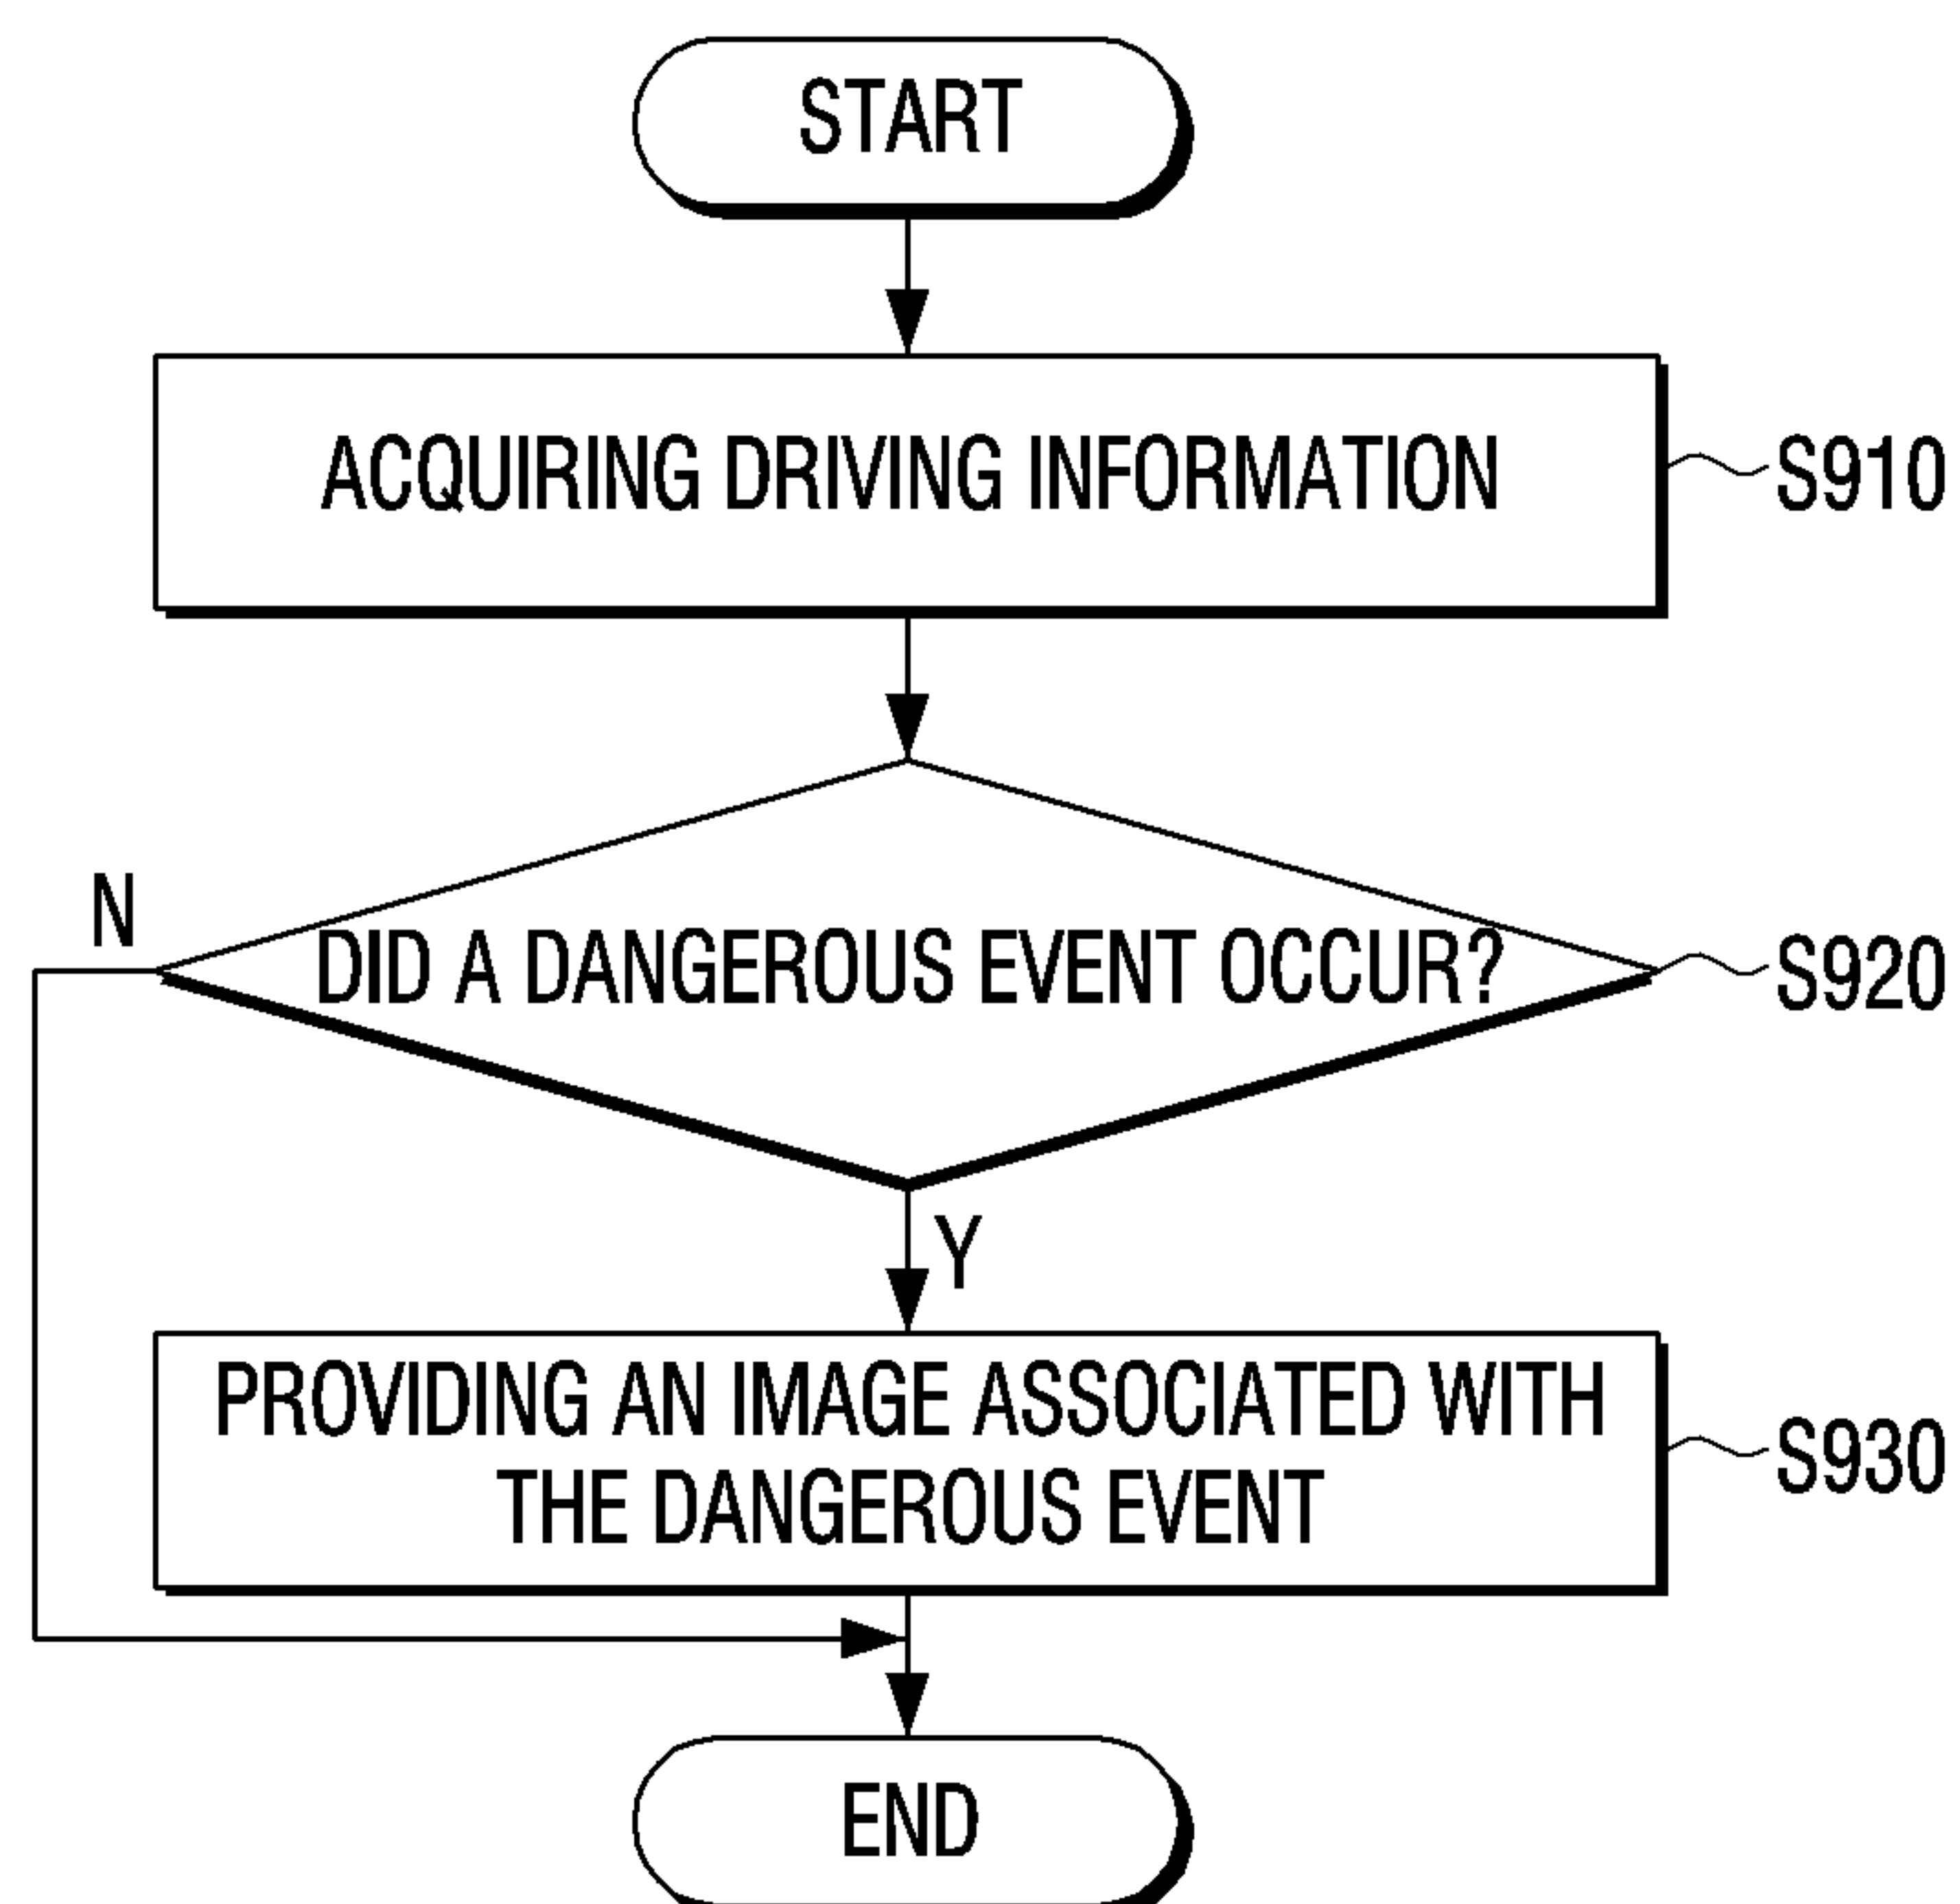 START
ACQUIRING DRIVING INFORMATION
S910
N
DID A DANGEROUS EVENT OCCUR?
S920
Y
PROVIDING AN IMAGE ASSOCIATED WITH
THE DANGEROUS EVENT
S930
END